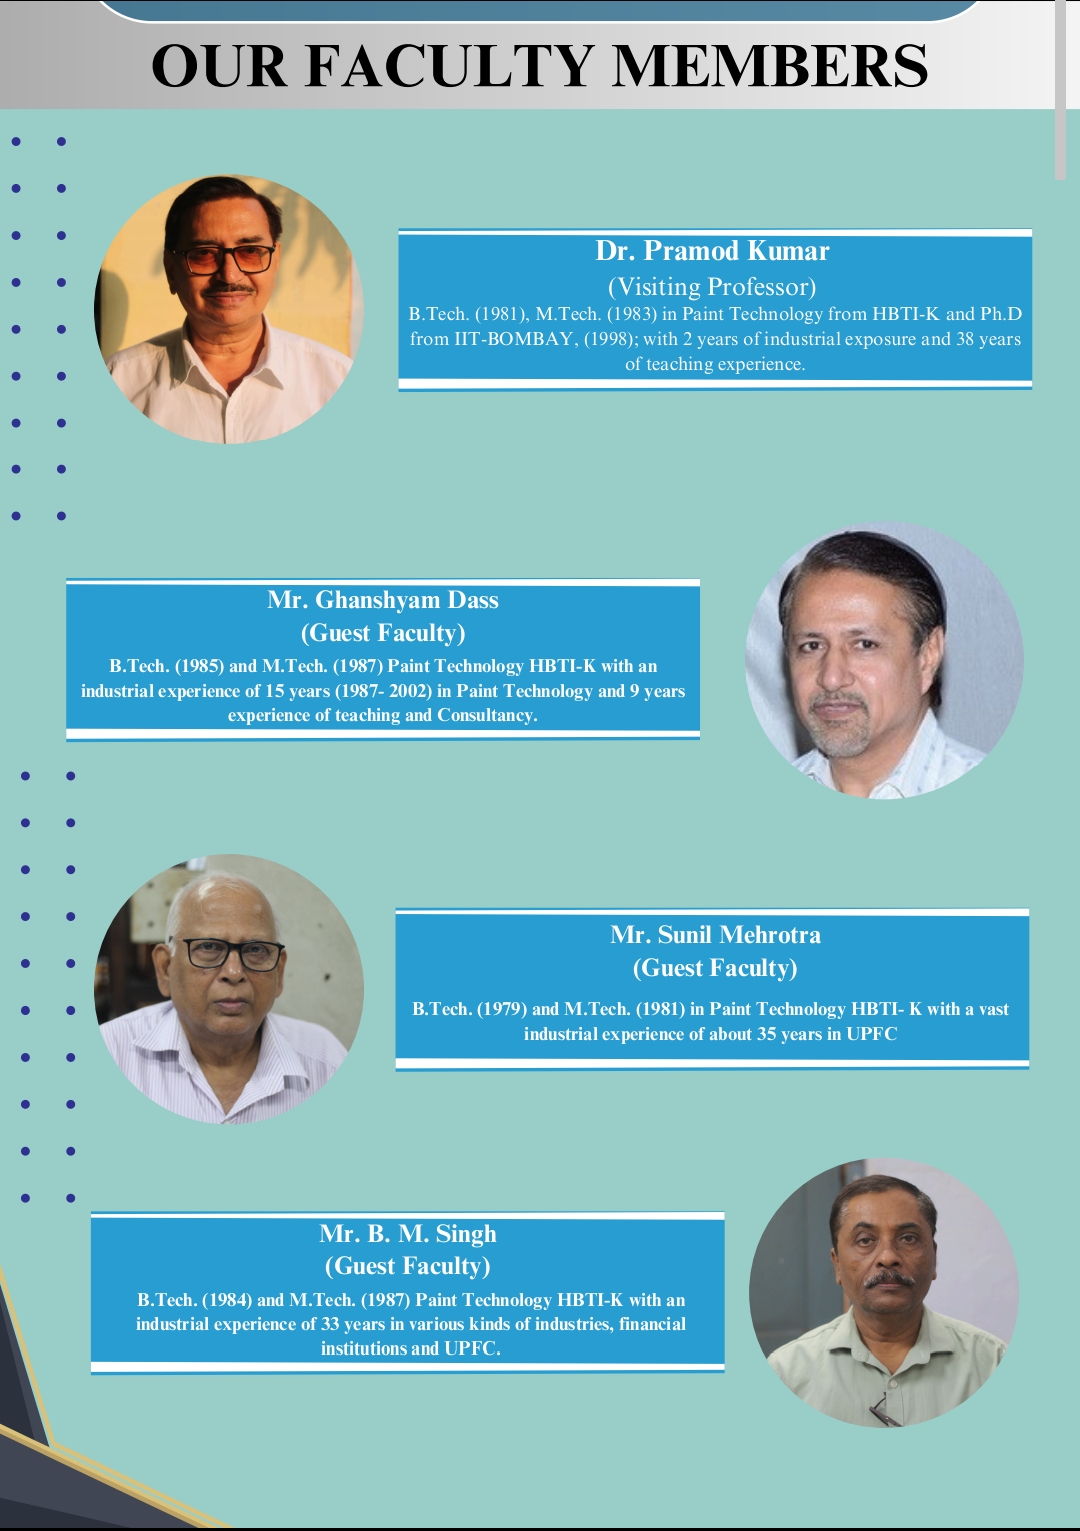 OUR FACULTY MEMBERS
Dr. Pramod Kumar
(Visiting Professor)
B.Tech. (1981), M.Tech. (1983) in Paint Technology from HBTI-K and Ph.D
from IIT-BOMBAY, (1998); with 2 years of industrial exposure and 38 years
of teaching experience.
Mr. Ghanshyam Dass
(Guest Faculty)
B.Tech. (1985) and M.Tech. (1987) Paint Technology HBTI-K with an
industrial experience of 15 years (1987- 2002) in Paint Technology and 9 years
experience of teaching and Consultancy.
Mr. Sunil Mehrotra
(Guest Faculty)
B.Tech. (1979) and M.Tech. (1981) in Paint Technology HBTI- K with a vast
industrial experience of about 35 years in UPFC
Mr. B. M. Singh
(Guest Faculty)
B.Tech. (1984) and M.Tech. (1987) Paint Technology HBTI-K with an
industrial experience of 33 years in various kinds of industries, financial
institutions and UPFC.